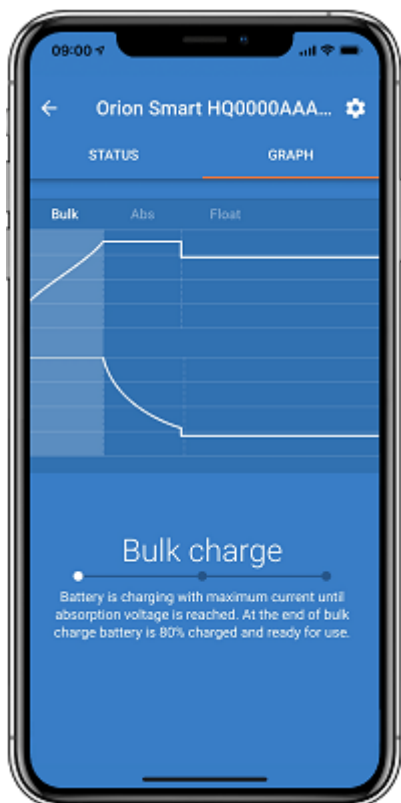 09:00
Orion Smart HQ0000AAA...
STATUS
GRAPH
Bulk
Abs
Float
Bulk charge
Battery is charging with maximum current until
absorption voltage is reached. At the end of bulk
charge battery is 80% charged and ready for use.